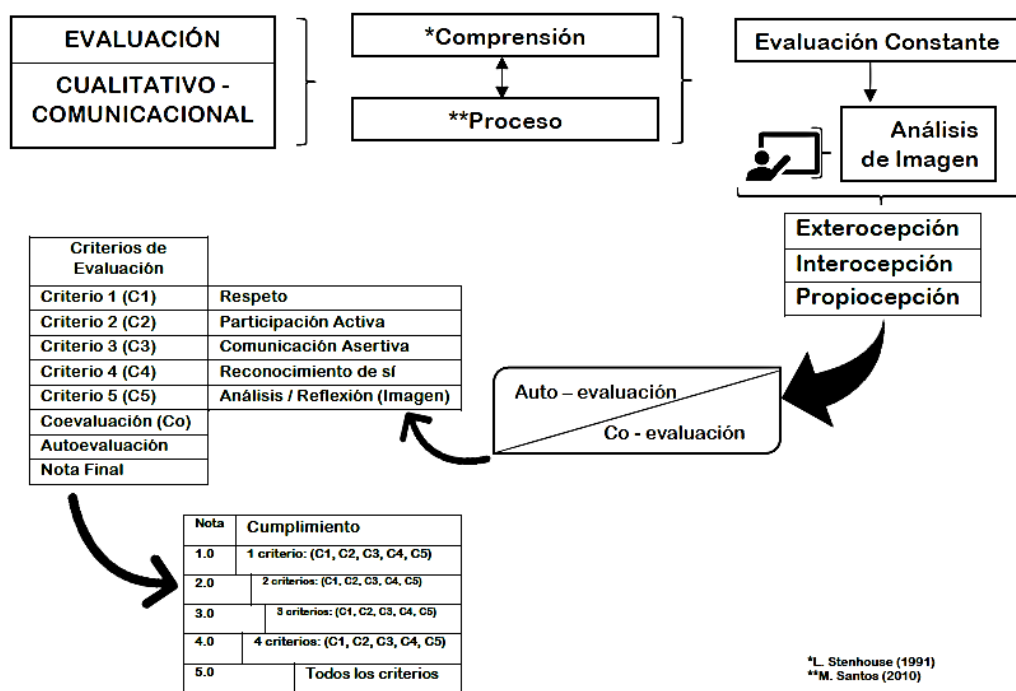 EVALUACIÓN
CUALITATIVO -
COMUNICACIONAL
*Comprensión
**Proceso
Evaluación Constante
Análisis
de Imagen
Exterocepción
Interocepción
Propiocepción
Auto – evaluación
Co - evaluación
Criterios de
Evaluación
Criterio 1 (C1) Respeto
Criterio 2 (C2) Participación Activa
Criterio 3 (C3) Comunicación Asertiva
Criterio 4 (C4) Reconocimiento de sí
Criterio 5 (C5) Análisis / Reflexión (Imagen)
Coevaluación (Co)
Autoevaluación
Nota Final
Nota Cumplimiento
1.0 1 criterio: (C1, C2, C3, C4, C5)
2.0 2 criterios: (C1, C2, C3, C4, C5)
3.0 3 criterios: (C1, C2, C3, C4, C5)
4.0 4 criterios: (C1, C2, C3, C4, C5)
5.0 Todos los criterios
*L. Stenhouse (1991)
**M. Santos (2010)